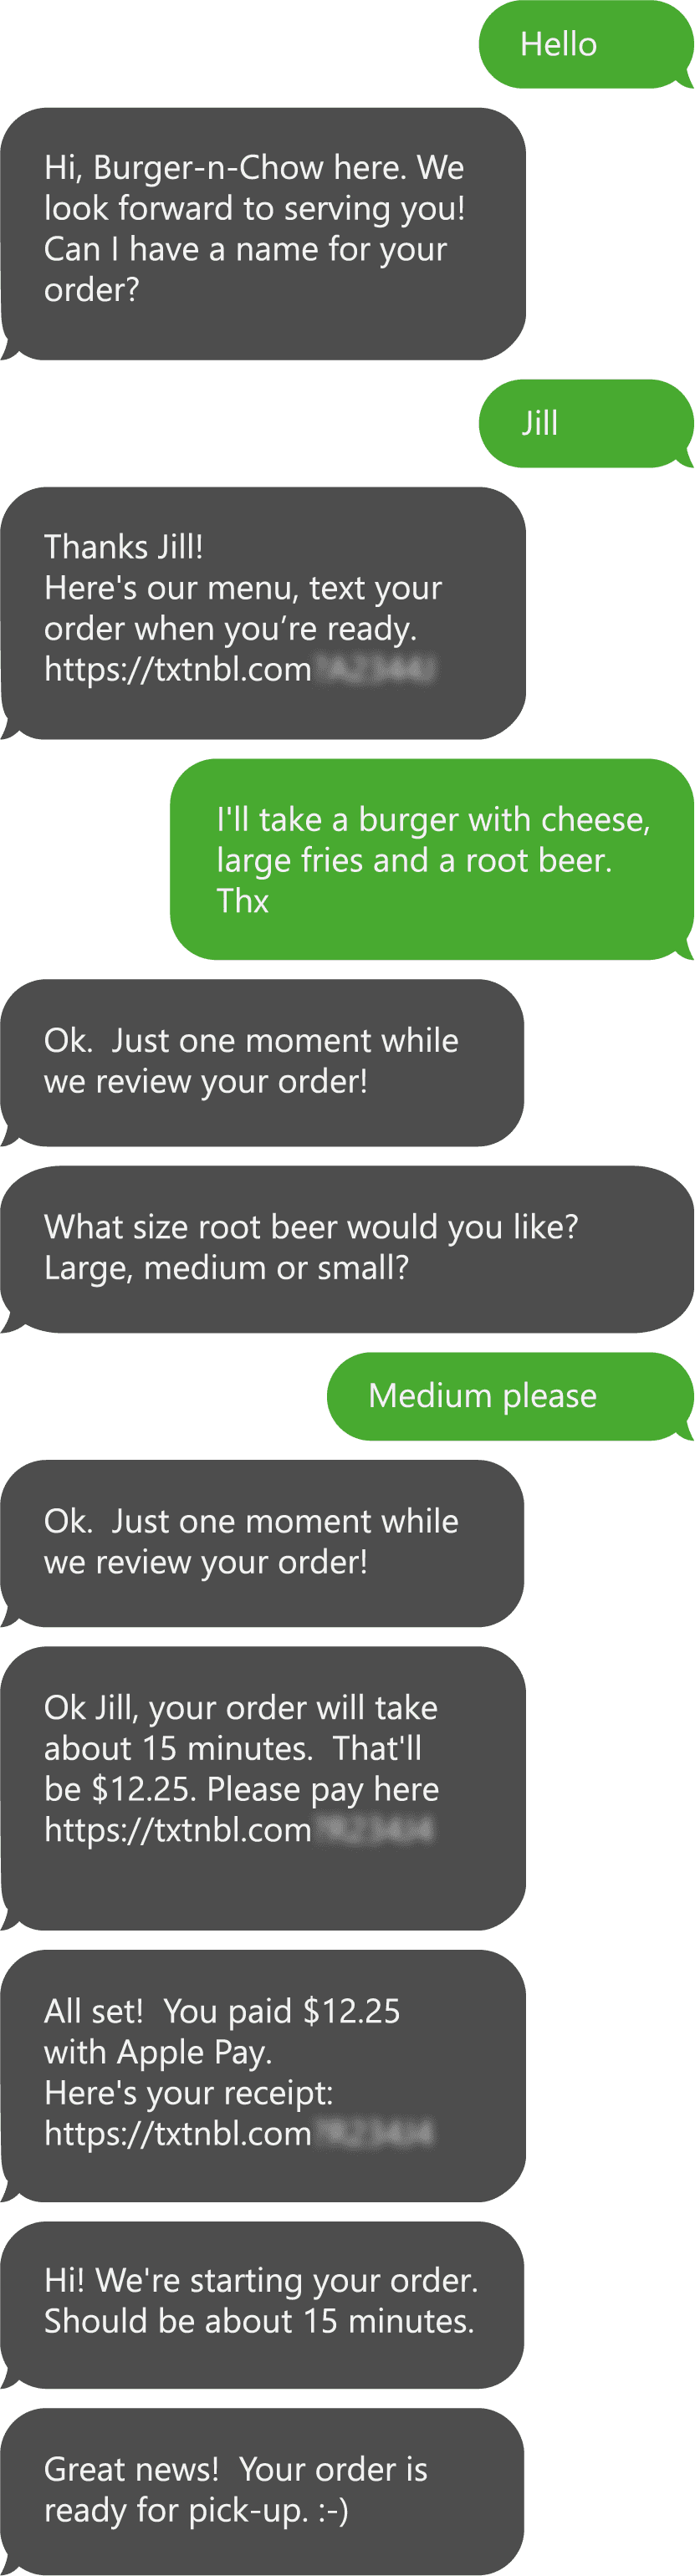 Hello
Hi, Burger-n-Chow here. We
look forward to serving you!
Can I have a name for your
order?
Jill
Thanks Jill!
Here's our menu, text your
order when you’re ready.
https://txtnbl.com
I'll take a burger with cheese,
large fries and a root beer.
Thx
Ok.  Just one moment while
we review your order!
What size root beer would you like?
Large, medium or small?
Medium please
Ok.  Just one moment while
we review your order!
Ok Jill, your order will take
about 15 minutes.  That'll
be $12.25. Please pay here
https://txtnbl.com
All set!  You paid $12.25
with Apple Pay.
Here's your receipt:
https://txtnbl.com
Hi! We're starting your order.
Should be about 15 minutes.
Great news!  Your order is
ready for pick-up. :-)